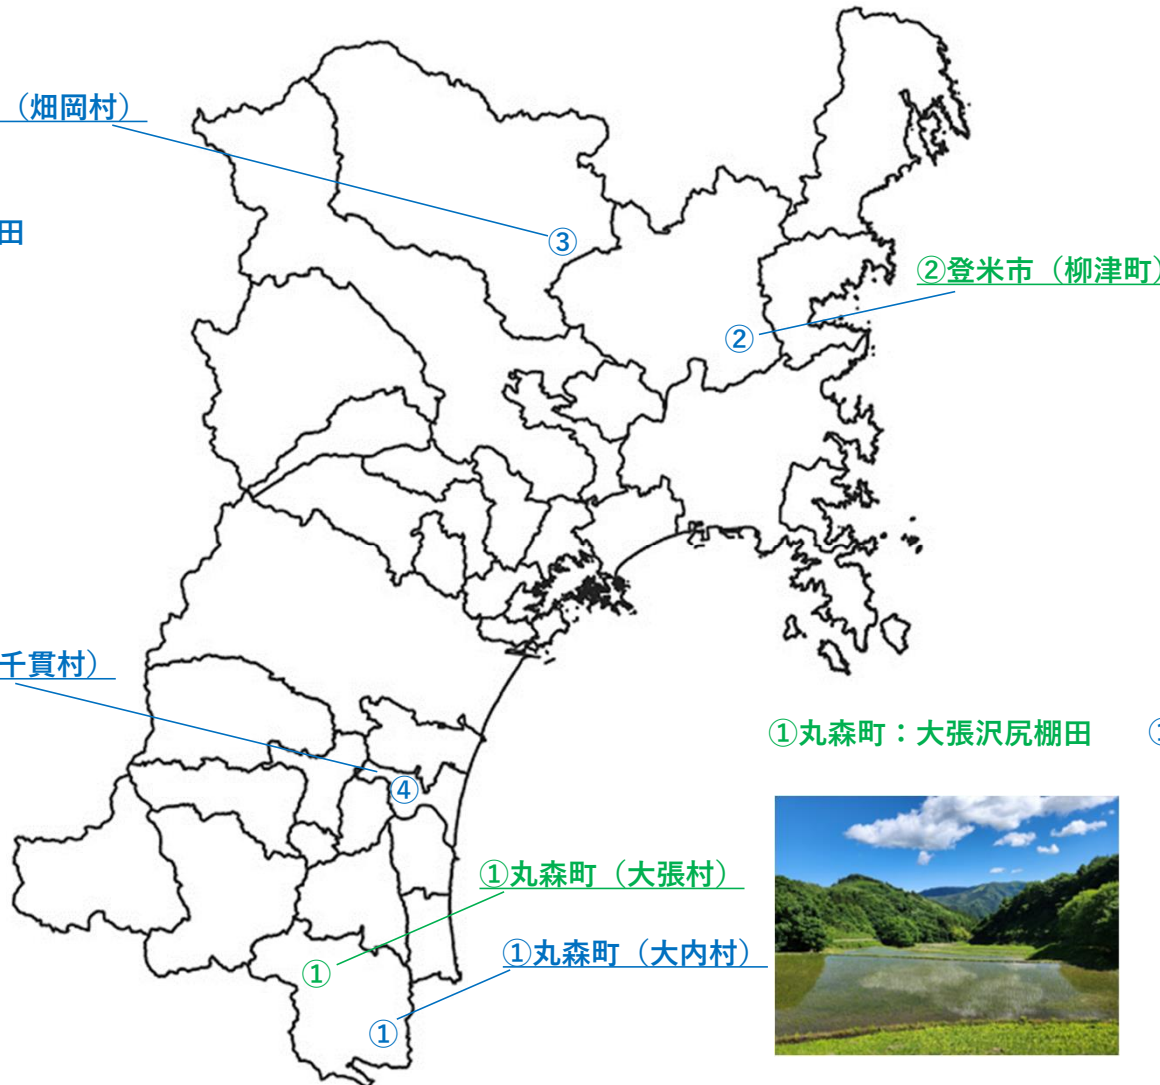 （畑岡村）
③
田
②登米市（柳津町）
②
千貫村）
④
①丸森町：大張沢尻棚田
①丸森町（大張村）
①
①丸森町（大内村）
①